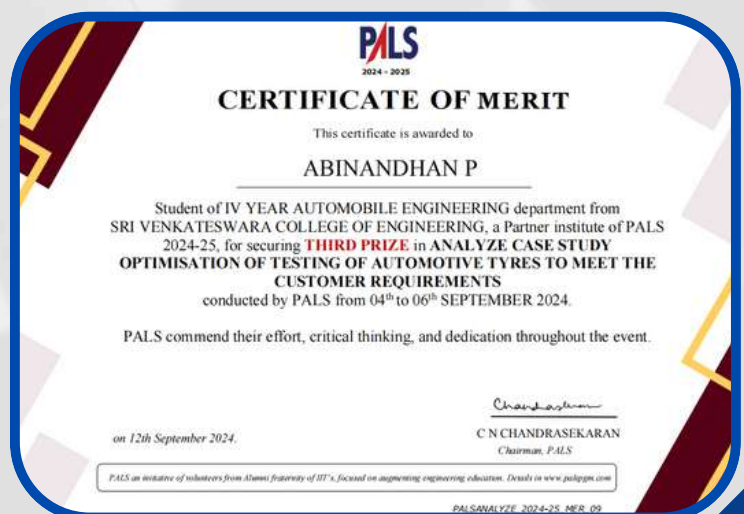 PALS
2024 - 2025
CERTIFICATE OF MERIT
This certificate is awarded to
ABINANDHAN P
Student of IV YEAR AUTOMOBILE ENGINEERING department from
SRI VENKATESWARA COLLEGE OF ENGINEERING, a Partner institute of PALS
2024-25, for securing THIRD PRIZE in ANALYZE CASE STUDY
OPTIMISATION OF TESTING OF AUTOMOTIVE TYRES TO MEET THE
CUSTOMER REQUIREMENTS
conducted by PALS from 04th to 06th SEPTEMBER 2024.
PALS commend their effort, critical thinking, and dedication throughout the event.
Chandrasekaran
on 12th September 2024.
C N CHANDRASEKARAN
Chairman, PALS
PALS an initiative of volunteers from Alumni fraternity of IIT's, focused on augmenting engineering education. Details in www.palspgm.com
PALSANALYZE_2024-25_MER_09